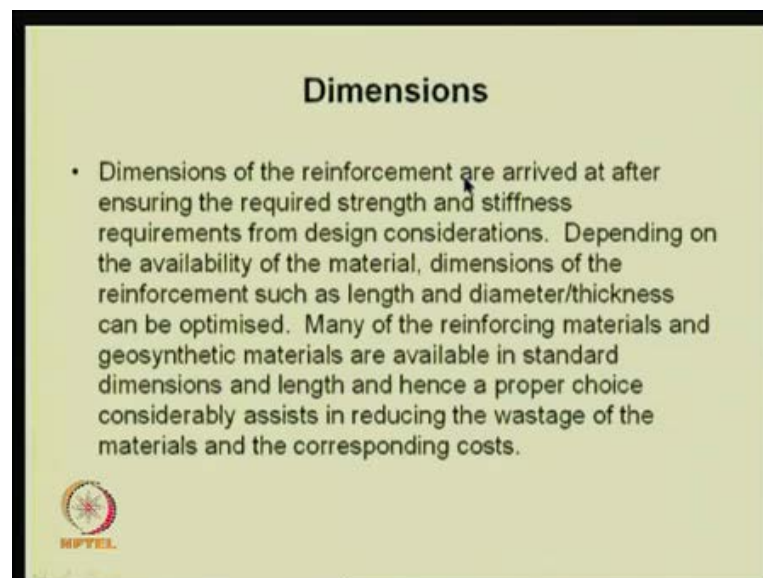 Dimensions
• Dimensions of the reinforcement are arrived at after
ensuring the required strength and stiffness
requirements from design considerations. Depending on
the availability of the material, dimensions of the
reinforcement such as length and diameter/thickness
can be optimised. Many of the reinforcing materials and
geosynthetic materials are available in standard
dimensions and length and hence a proper choice
considerably assists in reducing the wastage of the
materials and the corresponding costs.
NPTEL